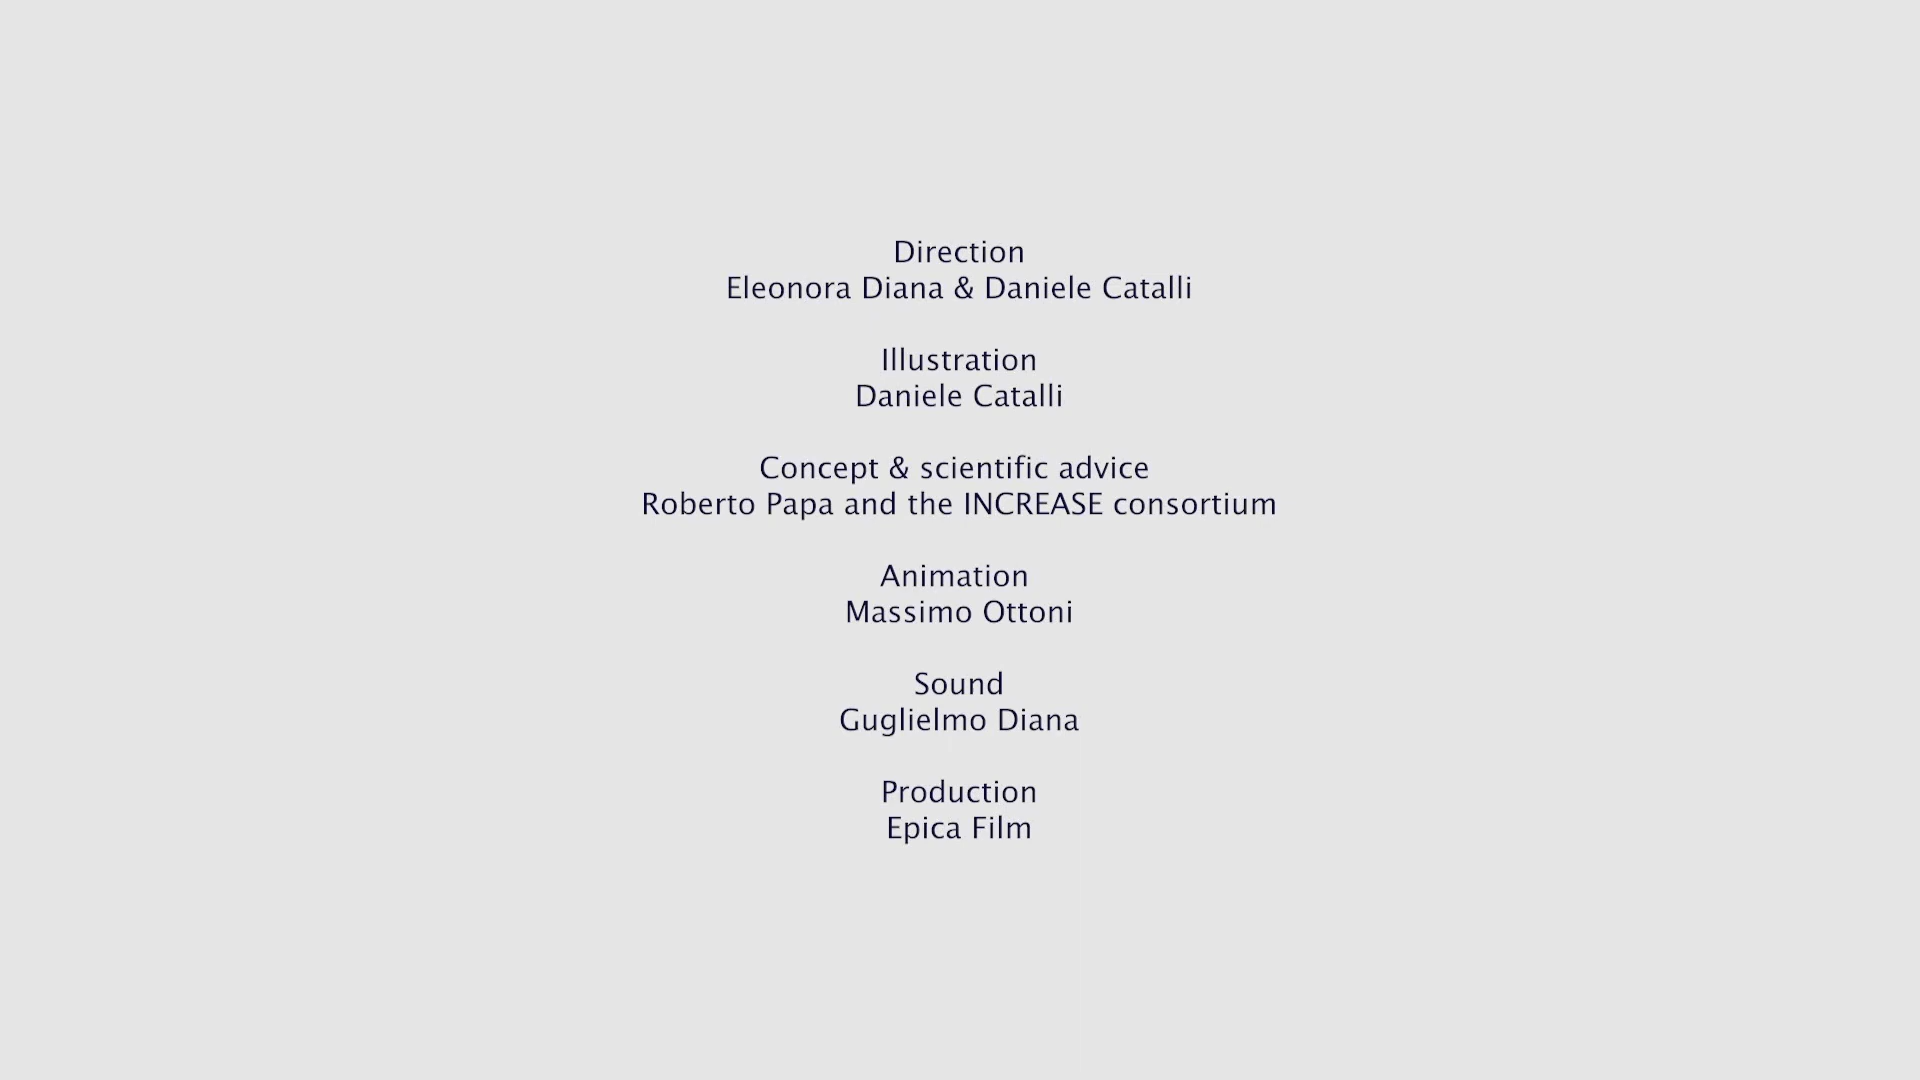 Direction
Eleonora Diana & Daniele Catalli
Illustration
Daniele Catalli
Concept & scientific advice
Roberto Papa and the INCREASE consortium
Animation
Massimo Ottoni
Sound
Guglielmo Diana
Production
Epica Film